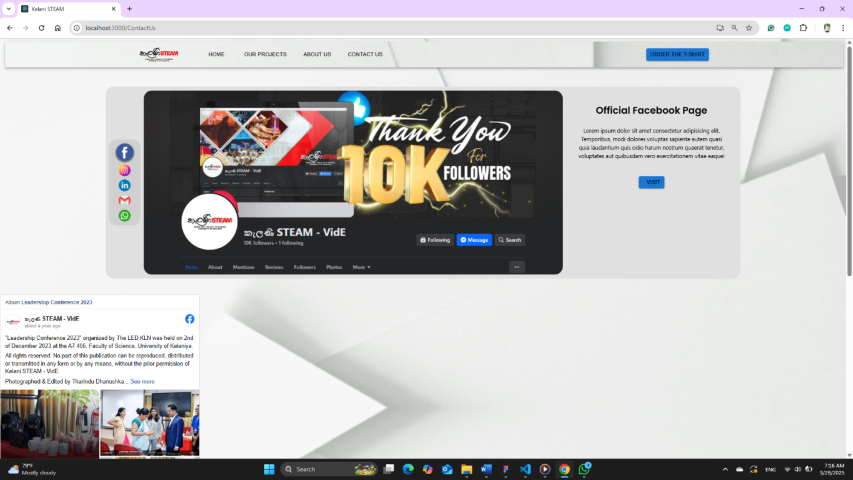 Kelani STEAM
localhost:3000/ContactUs
කැලණි STEAM
HOME
OUR PROJECTS
ABOUT US
CONTACT US
ORDER THE T-SHIRT
Thank You
For
10K
FOLLOWERS
කැලණි STEAM
කැලණි STEAM - VidE
10K followers • 1 following
Following
Message
Search
Posts
About
Mentions
Reviews
Followers
Photos
More
Official Facebook Page
Lorem ipsum dolor sit amet consectetur adipisicing elit.
Temporibus, modi dolores voluptas sapiente autem quasi
quia laudantium quis odio harum nostrum quaerat tenetur,
voluptates aut quibusdam vero exercitationem vitae eaque!
VISIT
Album Leadership Conference 2023
කැලණි STEAM - VidE
about a year ago
"Leadership Conference 2023" organized by The LED KLN was held on 2nd
of December 2023 at the A7 406, Faculty of Science, University of Kelaniya.
All rights reserved. No part of this publication can be reproduced, distributed
or transmitted in any form or by any means, without the prior permission of
Kelani STEAM - VidE.
Photographed & Edited by Tharindu Dhanushka... See more
79°F
Mostly cloudy
Search
ENG
7:16 AM
3/29/2025